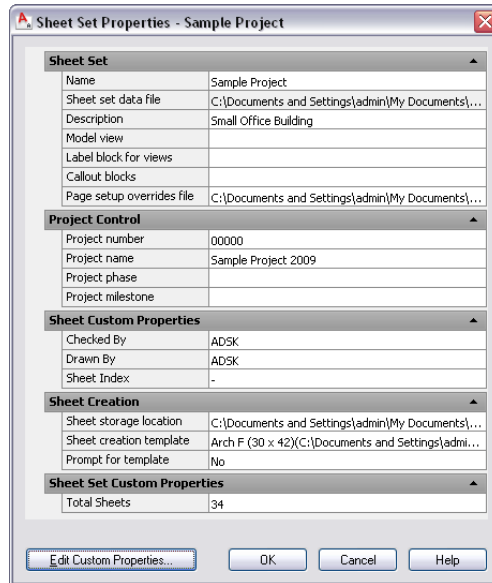 Sheet Set Properties - Sample Project
Sheet Set
Name Sample Project
Sheet set data file C:\Documents and Settings\admin\My Documents\...
Description Small Office Building
Model view
Label block for views
Callout blocks
Page setup overrides file C:\Documents and Settings\admin\My Documents\...
Project Control
Project number 00000
Project name Sample Project 2009
Project phase
Project milestone
Sheet Custom Properties
Checked By ADSK
Drawn By ADSK
Sheet Index -
Sheet Creation
Sheet storage location C:\Documents and Settings\admin\My Documents\...
Sheet creation template Arch F (30 x 42)(C:\Documents and Settings\admi...
Prompt for template No
Sheet Set Custom Properties
Total Sheets 34
Edit Custom Properties... OK Cancel Help